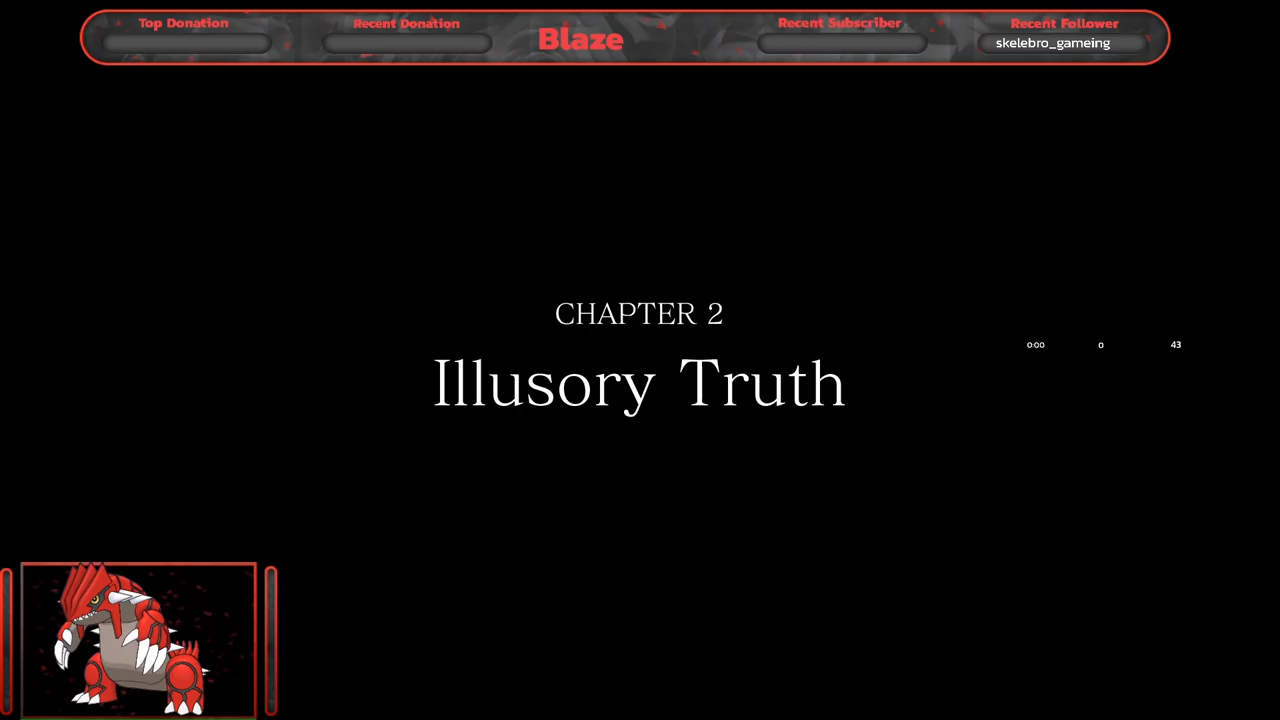 Top Donation
Recent Donation
Blaze
Recent Subscriber
Recent Follower
skelebro_gameing
CHAPTER 2
0:00
0
43
Illusory Truth